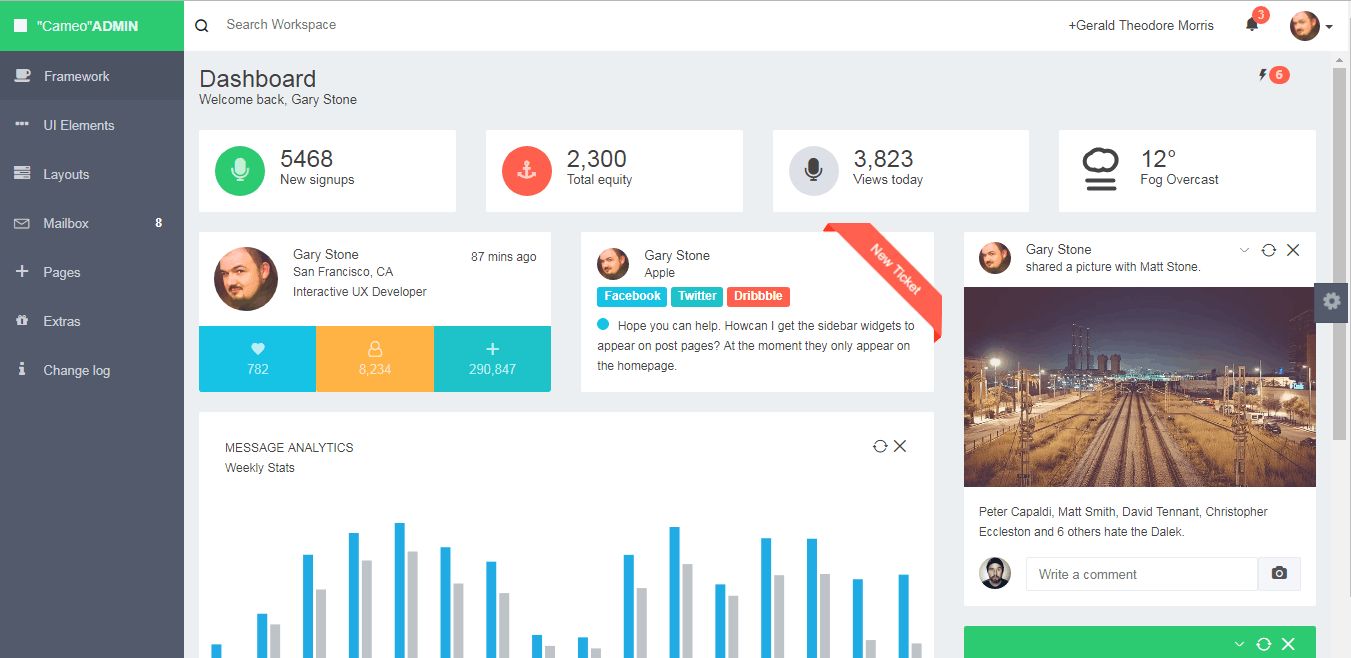 "Cameo"ADMIN
Search Workspace
+Gerald Theodore Morris
3
Framework
UI Elements
Layouts
Mailbox 8
Pages
Extras
Change log
Dashboard
Welcome back, Gary Stone
6
5468
New signups
2,300
Total equity
3,823
Views today
12°
Fog Overcast
Gary Stone
San Francisco, CA
Interactive UX Developer
87 mins ago
782
8,234
290,847
Gary Stone
Apple
Facebook Twitter Dribbble
New Ticket
Hope you can help. Howcan I get the sidebar widgets to
appear on post pages? At the moment they only appear on
the homepage.
Gary Stone
shared a picture with Matt Stone.
Peter Capaldi, Matt Smith, David Tennant, Christopher
Eccleston and 6 others hate the Dalek.
Write a comment
MESSAGE ANALYTICS
Weekly Stats